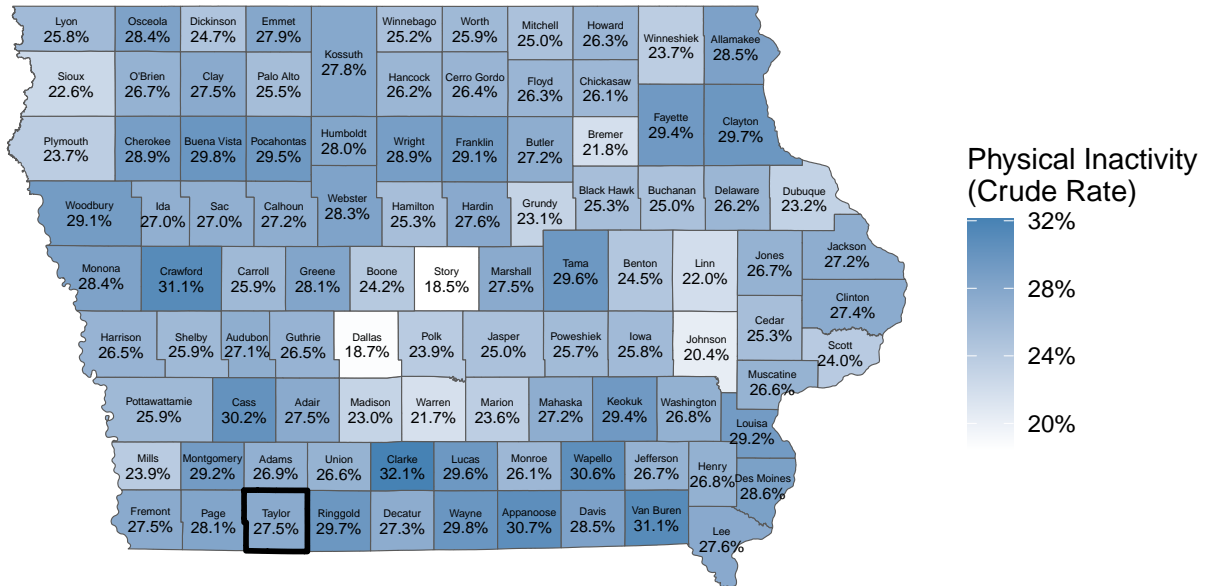 Lyon
25.8%
Osceola
28.4%
Dickinson
24.7%
Emmet
27.9%
Kossuth
27.8%
Winnebago
25.2%
Worth
25.9%
Mitchell
25.0%
Howard
26.3%
Winneshiek
23.7%
Allamakee
28.5%
Sioux
22.6%
O'Brien
26.7%
Clay
27.5%
Palo Alto
25.5%
Hancock
26.2%
Cerro Gordo
26.4%
Floyd
26.3%
Chickasaw
26.1%
Plymouth
23.7%
Cherokee
28.9%
Buena Vista
29.8%
Pocahontas
29.5%
Humboldt
28.0%
Wright
28.9%
Franklin
29.1%
Butler
27.2%
Bremer
21.8%
Fayette
29.4%
Clayton
29.7%
Woodbury
29.1%
Ida
27.0%
Sac
27.0%
Calhoun
27.2%
Webster
28.3%
Hamilton
25.3%
Hardin
27.6%
Grundy
23.1%
Black Hawk
25.3%
Buchanan
25.0%
Delaware
26.2%
Dubuque
23.2%
Monona
28.4%
Crawford
31.1%
Carroll
25.9%
Greene
28.1%
Boone
24.2%
Story
18.5%
Marshall
27.5%
Tama
29.6%
Benton
24.5%
Linn
22.0%
Jones
26.7%
Jackson
27.2%
Clinton
27.4%
Harrison
26.5%
Shelby
25.9%
Audubon
27.1%
Guthrie
26.5%
Dallas
18.7%
Polk
23.9%
Jasper
25.0%
Poweshiek
25.7%
Iowa
25.8%
Johnson
20.4%
Cedar
25.3%
Scott
24.0%
Muscatine
26.6%
Pottawattamie
25.9%
Cass
30.2%
Adair
27.5%
Madison
23.0%
Warren
21.7%
Marion
23.6%
Mahaska
27.2%
Keokuk
29.4%
Washington
26.8%
Louisa
29.2%
Mills
23.9%
Montgomery
29.2%
Adams
26.9%
Union
26.6%
Clarke
32.1%
Lucas
29.6%
Monroe
26.1%
Wapello
30.6%
Jefferson
26.7%
Henry
26.8%
Des Moines
28.6%
Fremont
27.5%
Page
28.1%
Taylor
27.5%
Ringgold
29.7%
Decatur
27.3%
Wayne
29.8%
Appanoose
30.7%
Davis
28.5%
Van Buren
31.1%
Lee
27.6%
Physical Inactivity
(Crude Rate)
32%
28%
24%
20%